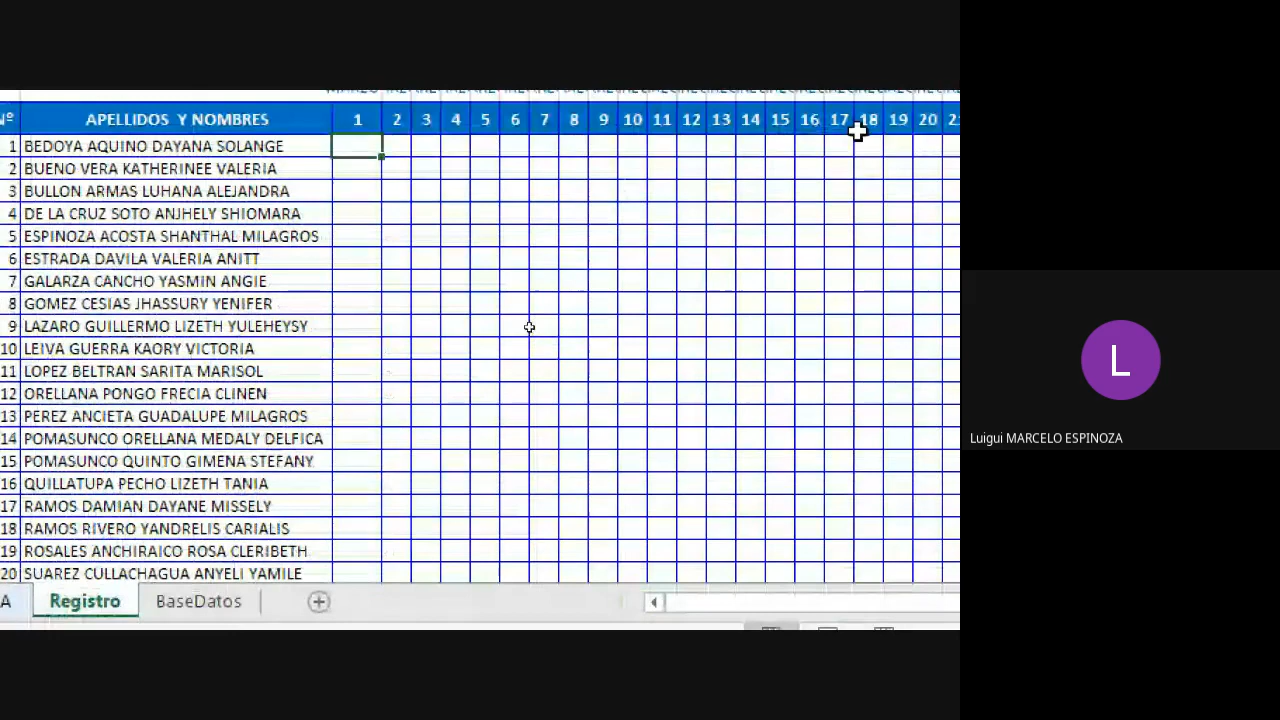 Nº APELLIDOS Y NOMBRES 1 2 3 4 5 6 7 8 9 10 11 12 13 14 15 16 17 18 19 20
1 BEDOYA AQUINO DAYANA SOLANGE
2 BUENO VERA KATHERINEE VALERIA
3 BULLON ARMAS LUHANA ALEJANDRA
4 DE LA CRUZ SOTO ANJHELY SHIOMARA
5 ESPINOZA ACOSTA SHANTHAL MILAGROS
6 ESTRADA DAVILA VALERIA ANITT
7 GALARZA CANCHO YASMIN ANGIE
8 GOMEZ CESIAS JHASSURY YENIFER
9 LAZARO GUILLERMO LIZETH YULEHEYSY
10 LEIVA GUERRA KAORY VICTORIA
11 LOPEZ BELTRAN SARITA MARISOL
12 ORELLANA PONGO FRECIA CLINEN
13 PEREZ ANCIETA GUADALUPE MILAGROS
14 POMASUNCO ORELLANA MEDALY DELFICA
15 POMASUNCO QUINTO GIMENA STEFANY
16 QUILLATUPA PECHO LIZETH TANIA
17 RAMOS DAMIAN DAYANE MISSELY
18 RAMOS RIVERO YANDRELIS CARIALIS
19 ROSALES ANCHIRAICO ROSA CLERIBETH
20 SUAREZ CULLACHAGUA ANYELI YAMILE
A Registro BaseDatos
L
Luigui MARCELO ESPINOZA